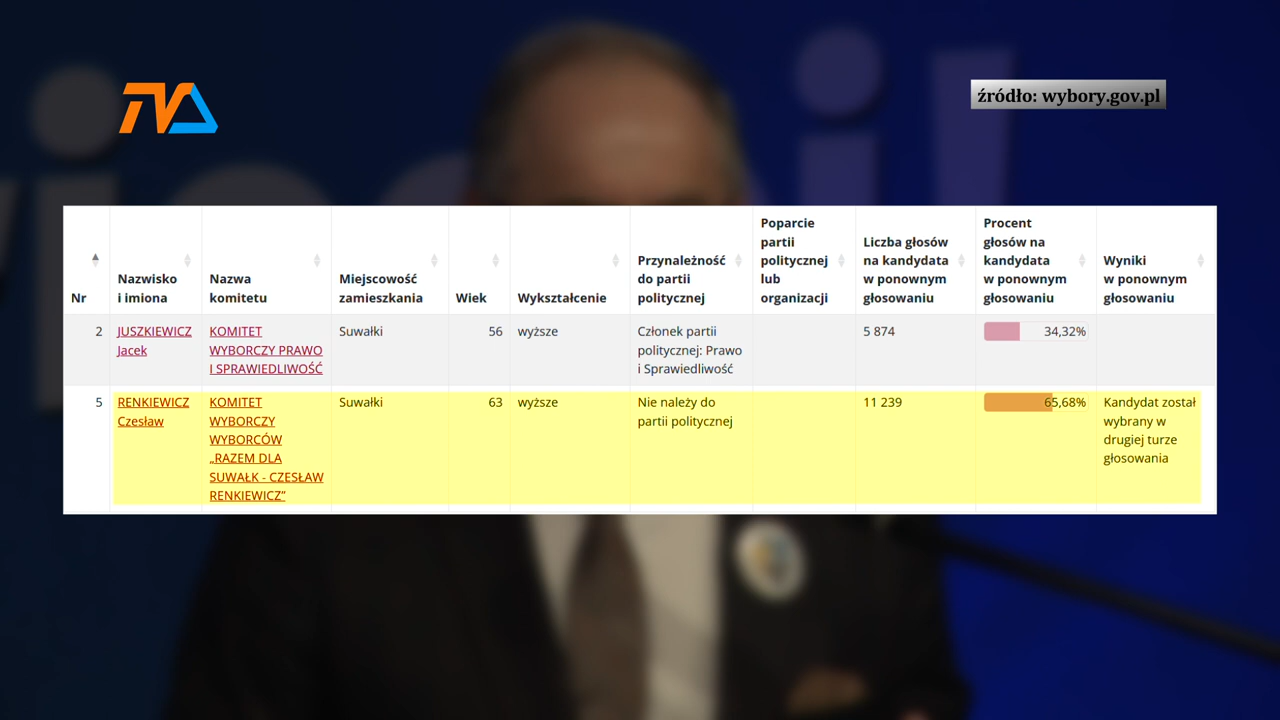 TVA
źródło: wybory.gov.pl
Nr
Nazwisko
i imiona
Nazwa
komitetu
Miejscowość
zamieszkania
Wiek
Wykształcenie
Przynależność
do partii
politycznej
Poparcie
partii
politycznej
lub
organizacji
Liczba głosów
na kandydata
w ponownym
głosowaniu
Procent
głosów na
kandydata
w ponownym
głosowaniu
Wyniki
w ponownym
głosowaniu
2
JUSZKIEWICZ
Jacek
KOMITET
WYBORCZY PRAWO
I SPRAWIEDLIWOŚĆ
Suwałki
56
wyższe
Członek partii
politycznej: Prawo
i Sprawiedliwość
5 874
34,32%
5
RENKIEWICZ
Czesław
KOMITET
WYBORCZY
WYBORCÓW
„RAZEM DLA
SUWAŁK - CZESŁAW
RENKIEWICZ”
Suwałki
63
wyższe
Nie należy do
partii politycznej
11 239
65,68%
Kandydat został
wybrany w
drugiej turze
głosowania